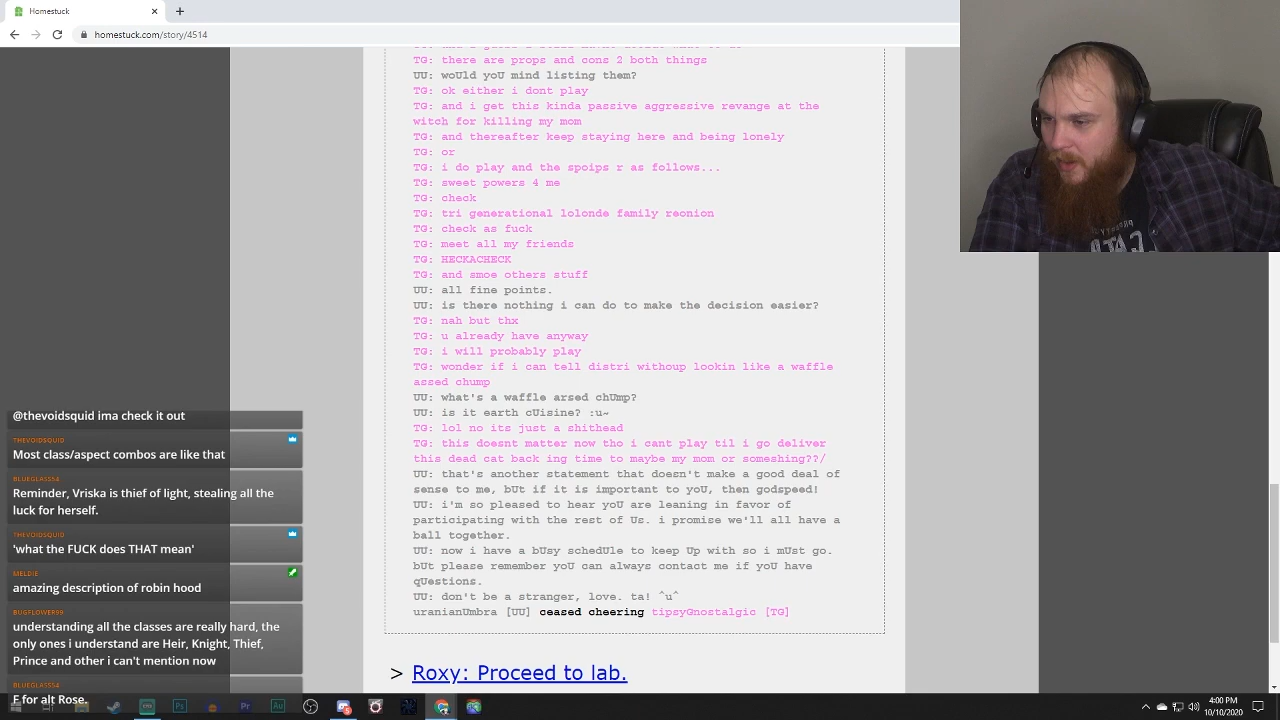 Homestuck
homestuck.com/story/4514
TG: there are props and cons 2 both things
UU: woUld yoU mind listing them?
TG: ok either i dont play
TG: and i get this kinda passive aggressive revange at the
witch for killing my mom
TG: and thereafter keep staying here and being lonely
TG: or
TG: i do play and the spoips r as follows...
TG: sweet powers 4 me
TG: check
TG: tri generational lolonde family reonion
TG: check as fuck
TG: meet all my friends
TG: HECKACHECK
TG: and smoe others stuff
UU: all fine points.
UU: is there nothing i can do to make the decision easier?
TG: nah but thx
TG: u already have anyway
TG: i will probably play
TG: wonder if i can tell distri withoup lookin like a waffle
assed chump
UU: what's a waffle arsed chUmp?
UU: is it earth cUisine? :u~
TG: lol no its just a shithead
TG: this doesnt matter now tho i cant play til i go deliver
this dead cat back ing time to maybe my mom or someshing??/
UU: that's another statement that doesn't make a good deal of
sense to me, bUt if it is important to yoU, then godspeed!
UU: i'm so pleased to hear yoU are leaning in favor of
participating with the rest of Us. i promise we'll all have a
ball together.
UU: now i have a bUsy schedUle to keep Up with so i mUst go.
bUt please remember yoU can always contact me if yoU have
qUestions.
UU: don't be a stranger, love. ta! ^u^
uranianUmbra [UU] ceased cheering tipsyGnostalgic [TG]
> Roxy: Proceed to lab.
@thevoidsquid ima check it out
THEVOIDSQUID
Most class/aspect combos are like that
BLUEGLASS54
Reminder, Vriska is thief of light, stealing all the
luck for herself.
THEVOIDSQUID
'what the FUCK does THAT mean'
MELDIE
amazing description of robin hood
BUGFLOWER99
understanding all the classes are really hard, the
only ones i understand are Heir, Knight, Thief,
Prince and other i can't mention now
BLUEGLASS54
F for alt Rose.
4:00 PM
10/10/2020